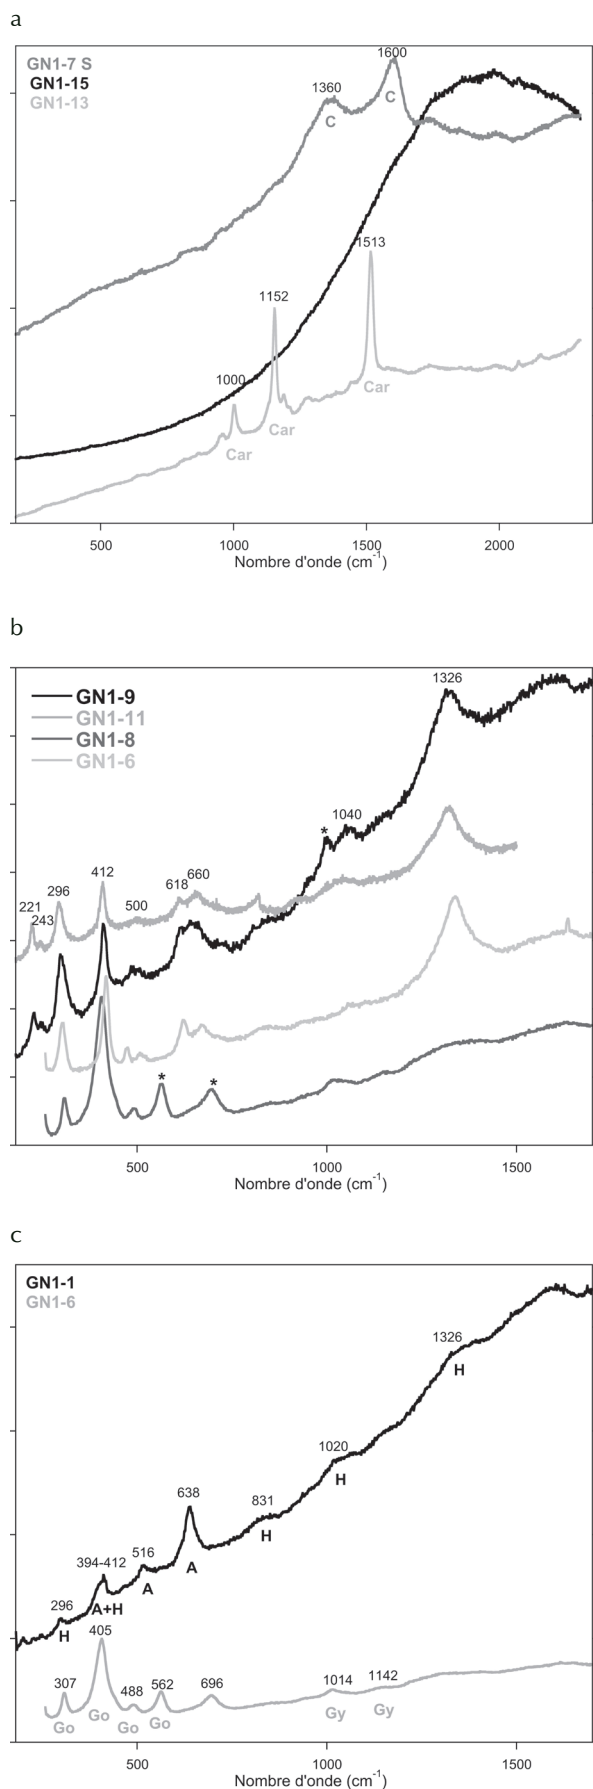 a
1600
GN1-7 S
GN1-15
GN1-13
1360
C
C
1513
1152
1000
Car
Car
Car
500 1000 1500 2000
Nombre d'onde (cm-1)
b
GN1-9
GN1-11
GN1-8
GN1-6
1326
*
1040
412
296
618
660
221
243
500
*
*
500 1000 1500
Nombre d'onde (cm-1)
c
GN1-1
GN1-6
1326
H
1020
H
638
831
H
516
394-412
A
A
296
A+H
H
405
307
488
562
696
1014
1142
Go
Go
Go
Go
Gy
Gy
500 1000 1500
Nombre d'onde (cm-1)